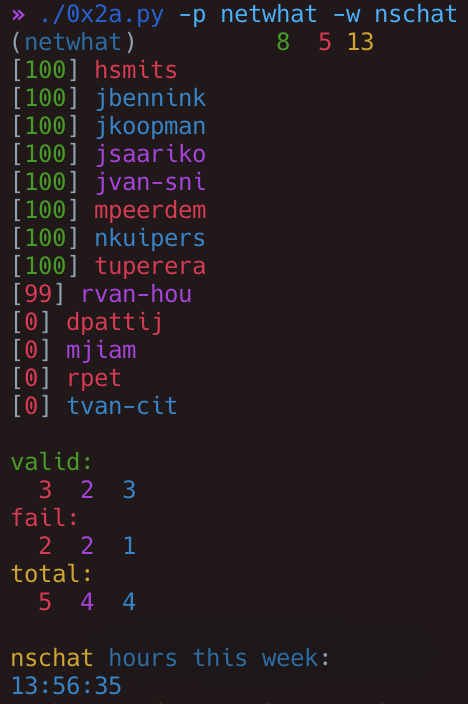 » ./0x2a.py -p netwhat -w nschat
(netwhat) 8 5 13
[100] hsmits
[100] jbennink
[100] jkoopman
[100] jsaariko
[100] jvan-sni
[100] mpeerdem
[100] nkuipers
[100] tuperera
[99] rvan-hou
[0] dpattij
[0] mjiam
[0] rpet
[0] tvan-cit
valid:
3 2 3
fail:
2 2 1
total:
5 4 4
nschat hours this week:
13:56:35